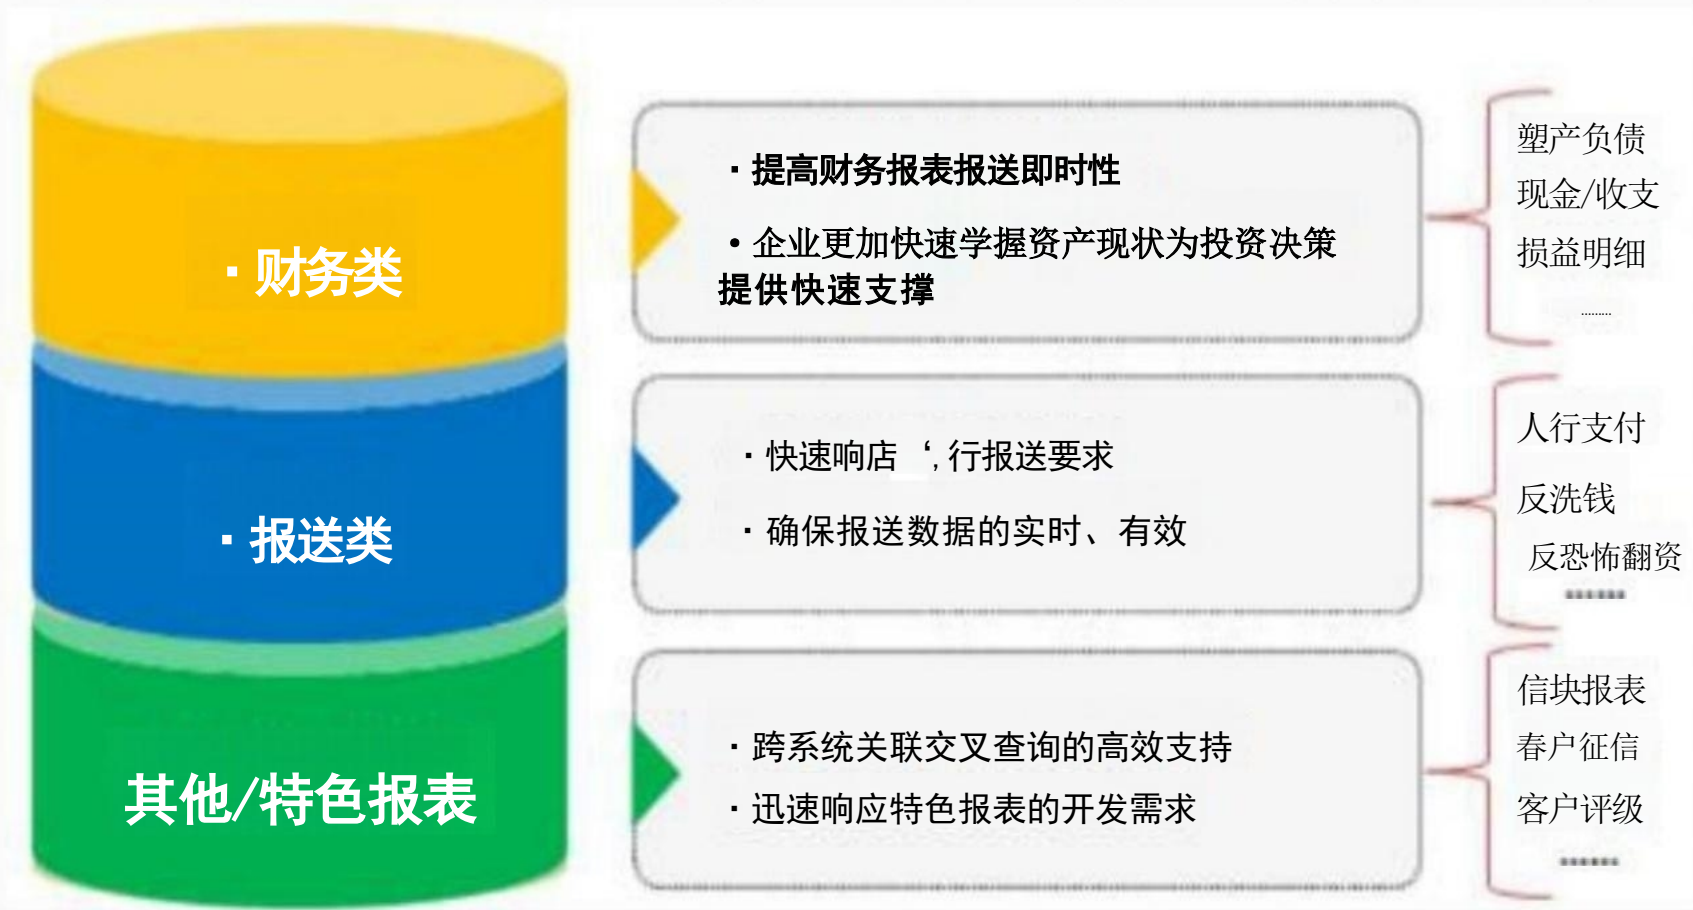 ·财务类
·提高财务报表报送即时性
•企业更加快速学握资产现状为投资决策
提供快速支撑
塑产负债
现金/收支
损益明细
·········
·报送类
·快速响店 ‘,行报送要求
·确保报送数据的实时、有效
人行支付
反洗钱
反恐怖翻资
······
其他/特色报表
·跨系统关联交叉查询的高效支持
·迅速响应特色报表的开发需求
信块报表
春户征信
客户评级
······